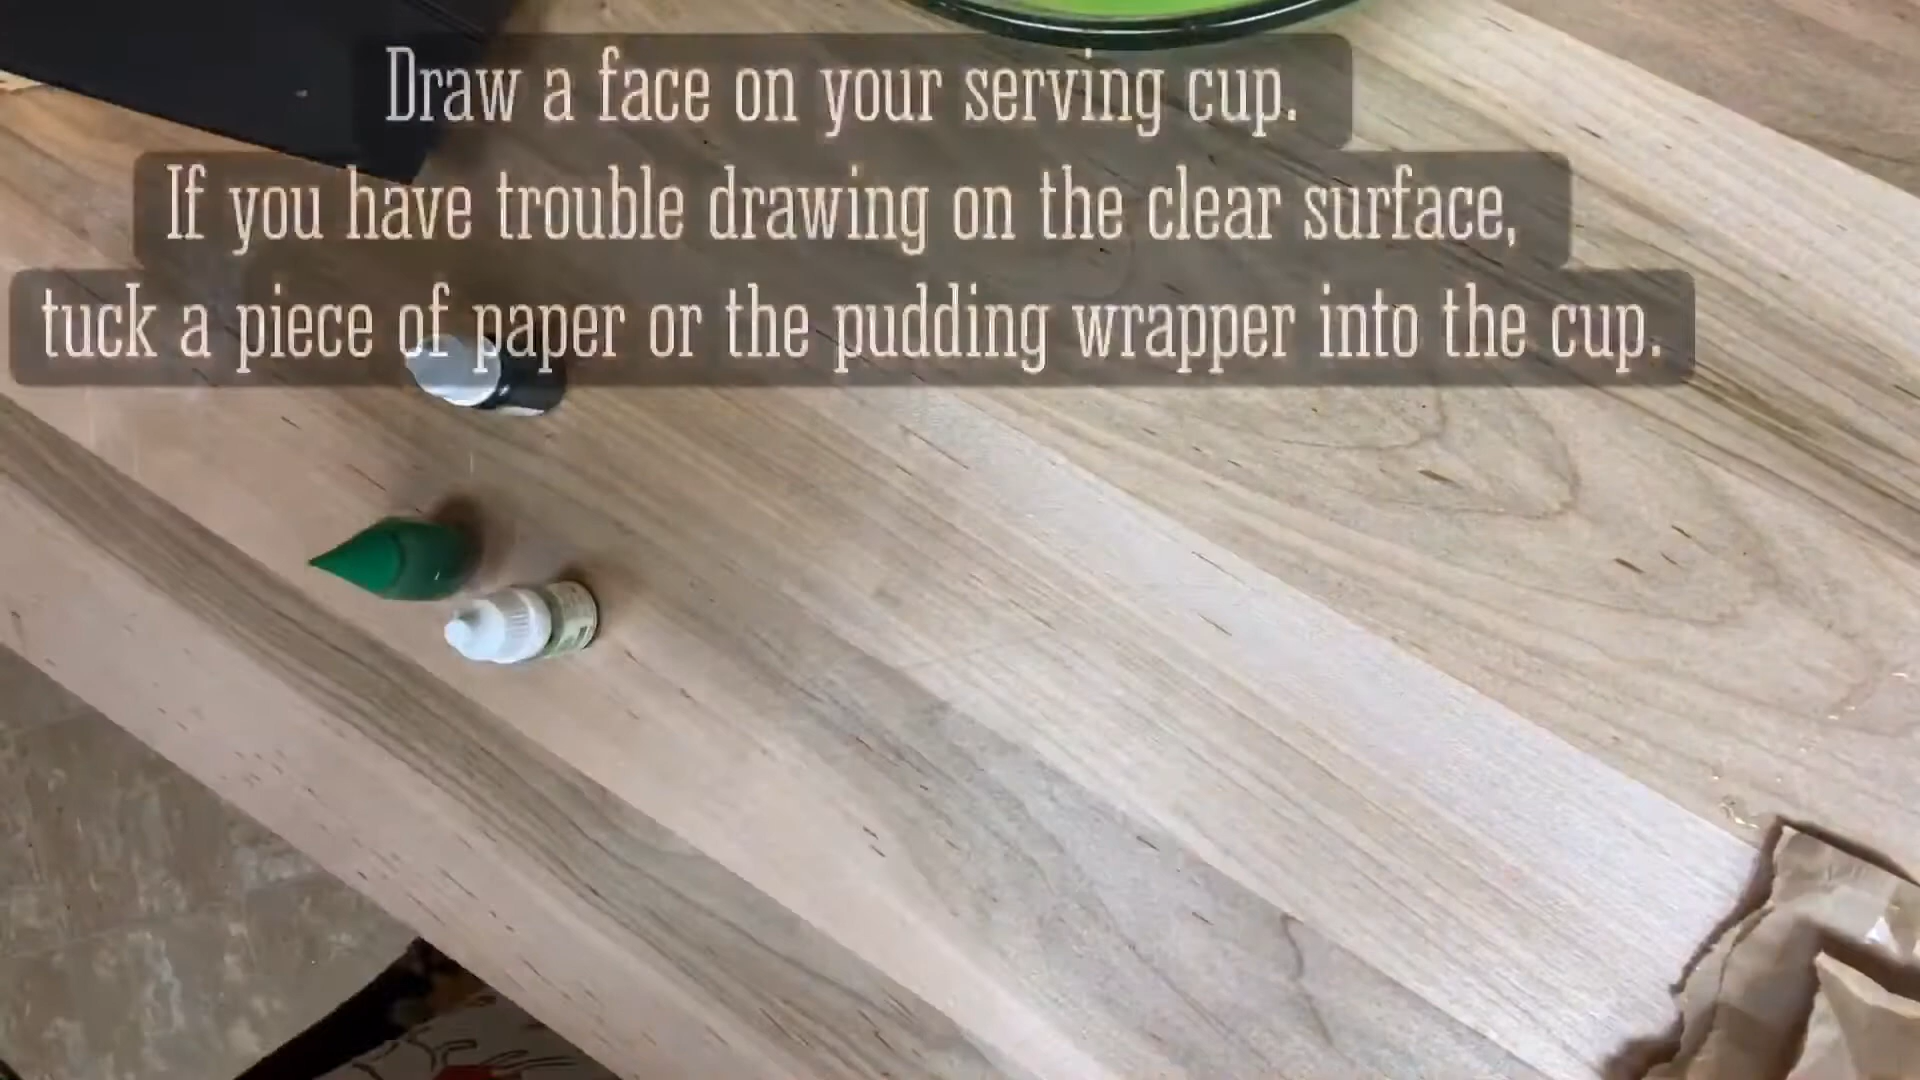 Draw a face on your serving cup.
If you have trouble drawing on the clear surface,
tuck a piece of paper or the pudding wrapper into the cup.